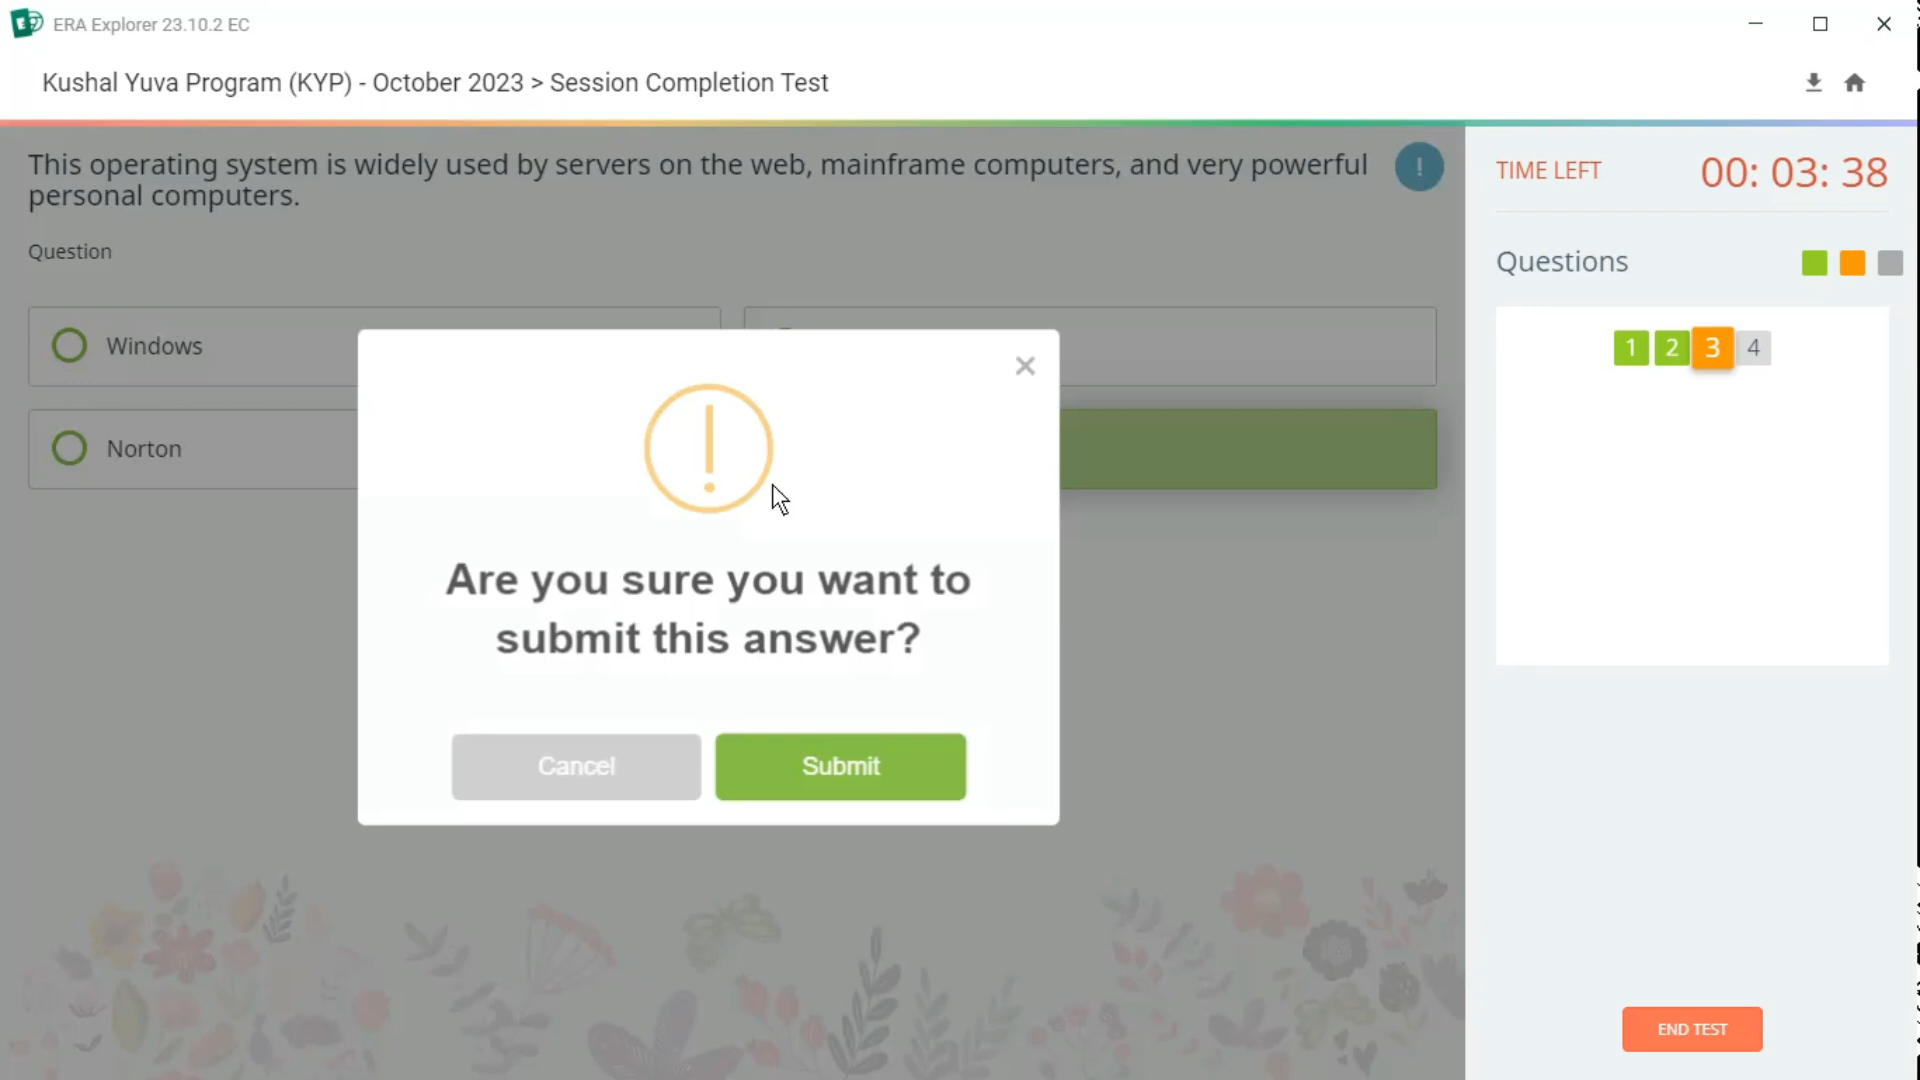 ERA Explorer 23.10.2 EC
Kushal Yuva Program (KYP) - October 2023 > Session Completion Test
This operating system is widely used by servers on the web, mainframe computers, and very powerful
personal computers.
!
Question
Windows
Norton
Are you sure you want to
submit this answer?
Cancel
Submit
TIME LEFT
00: 03: 38
Questions
1 2 3 4
END TEST